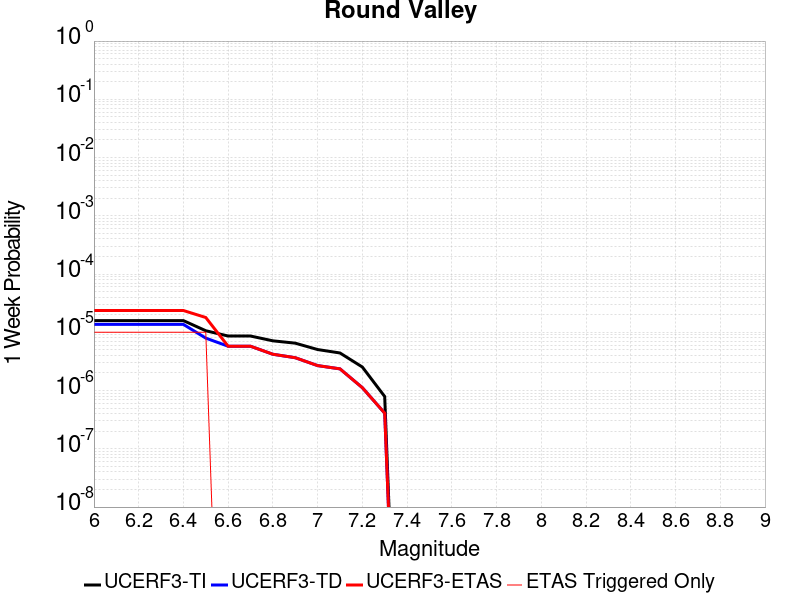 Round Valley
10^0
10^-1
10^-2
10^-3
10^-4
10^-5
10^-6
10^-7
10^-8
1 Week Probability
6 6.2 6.4 6.6 6.8 7 7.2 7.4 7.6 7.8 8 8.2 8.4 8.6 8.8 9
Magnitude
UCERF3-TI UCERF3-TD UCERF3-ETAS ETAS Triggered Only